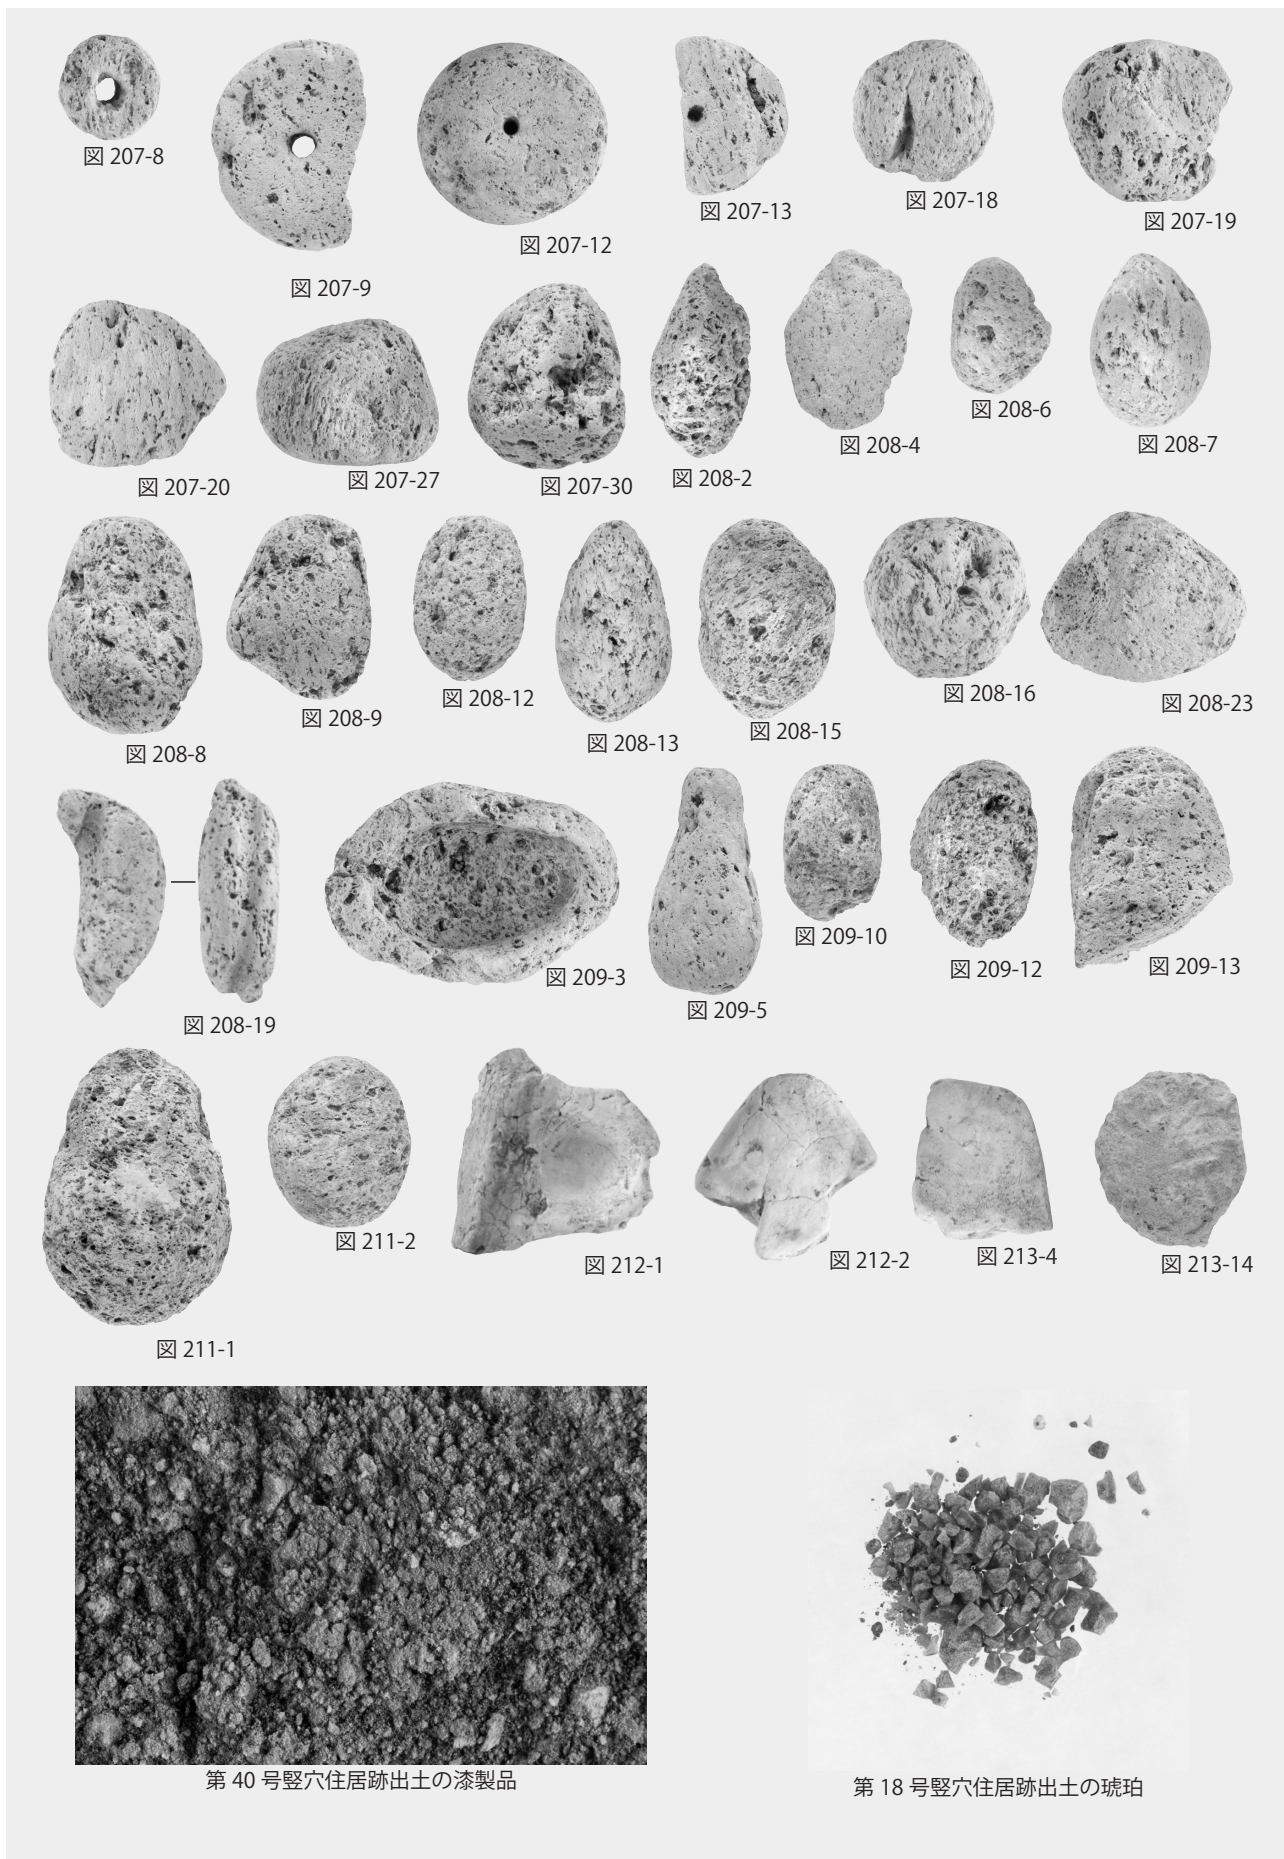 図 207-8
図 207-9
図 207-12
図 207-13
図 207-18
図 207-19
図 207-20
図 207-27
図 207-30
図 208-2
図 208-4
図 208-6
図 208-7
図 208-8
図 208-9
図 208-12
図 208-13
図 208-15
図 208-16
図 208-23
図 208-19
図 209-3
図 209-5
図 209-10
図 209-12
図 209-13
図 211-1
図 211-2
図 212-1
図 212-2
図 213-4
図 213-14
第 40 号竪穴住居跡出土の漆製品
第 18 号竪穴住居跡出土の琥珀